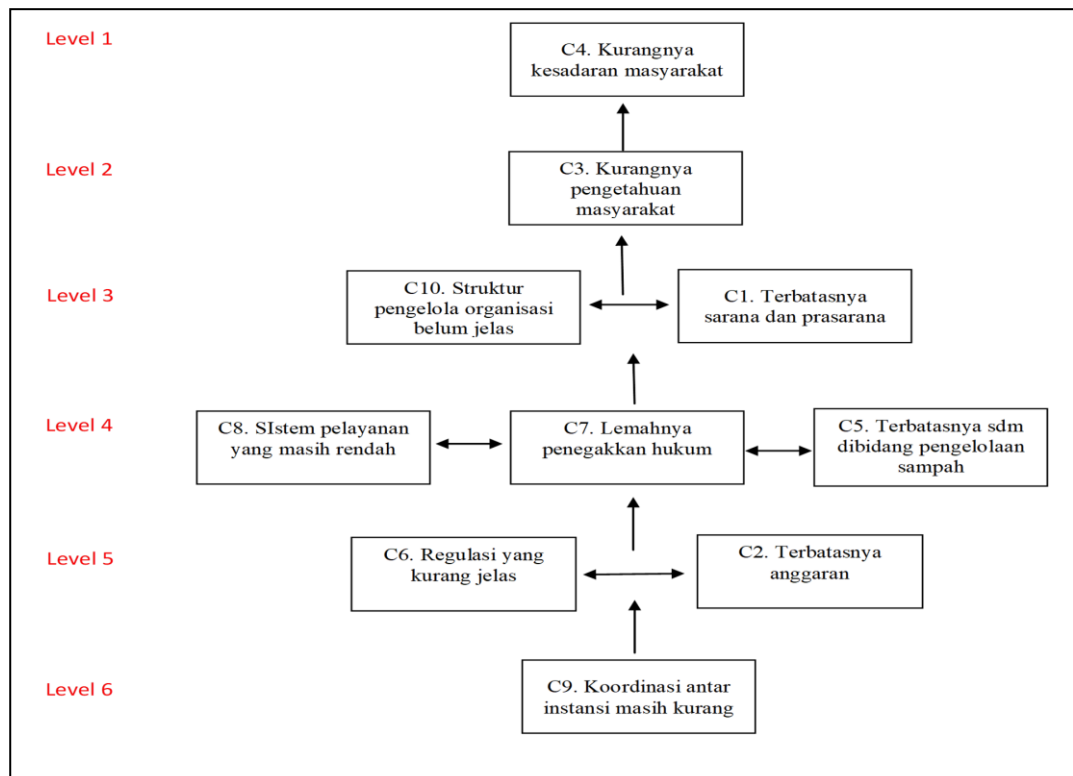 Level 1
C4. Kurangnya
kesadaran masyarakat
Level 2
C3. Kurangnya
pengetahuan
masyarakat
Level 3
C10. Struktur
pengelola organisasi
belum jelas
C1. Terbatasnya
sarana dan prasarana
Level 4
C8. SIstem pelayanan
yang masih rendah
C7. Lemahnya
penegakkan hukum
C5. Terbatasnya sdm
dibidang pengelolaan
sampah
Level 5
C6. Regulasi yang
kurang jelas
C2. Terbatasnya
anggaran
Level 6
C9. Koordinasi antar
instansi masih kurang